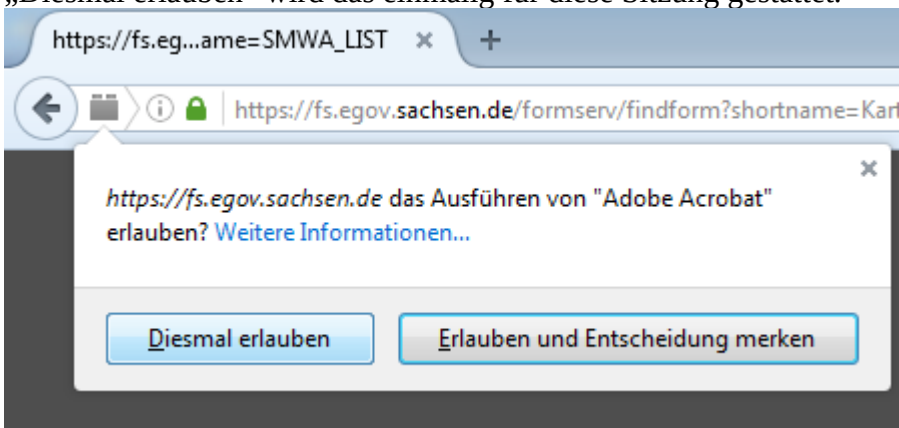 „Diesmal erlauben“ wird das einmalig für diese Sitzung gestattet.
https://fs.eg...ame=SMWA_LIST
https://fs.egov.sachsen.de/formserv/findform?shortname=Kart
https://fs.egov.sachsen.de das Ausführen von "Adobe Acrobat"
erlauben? Weitere Informationen...
Diesmal erlauben
Erlauben und Entscheidung merken